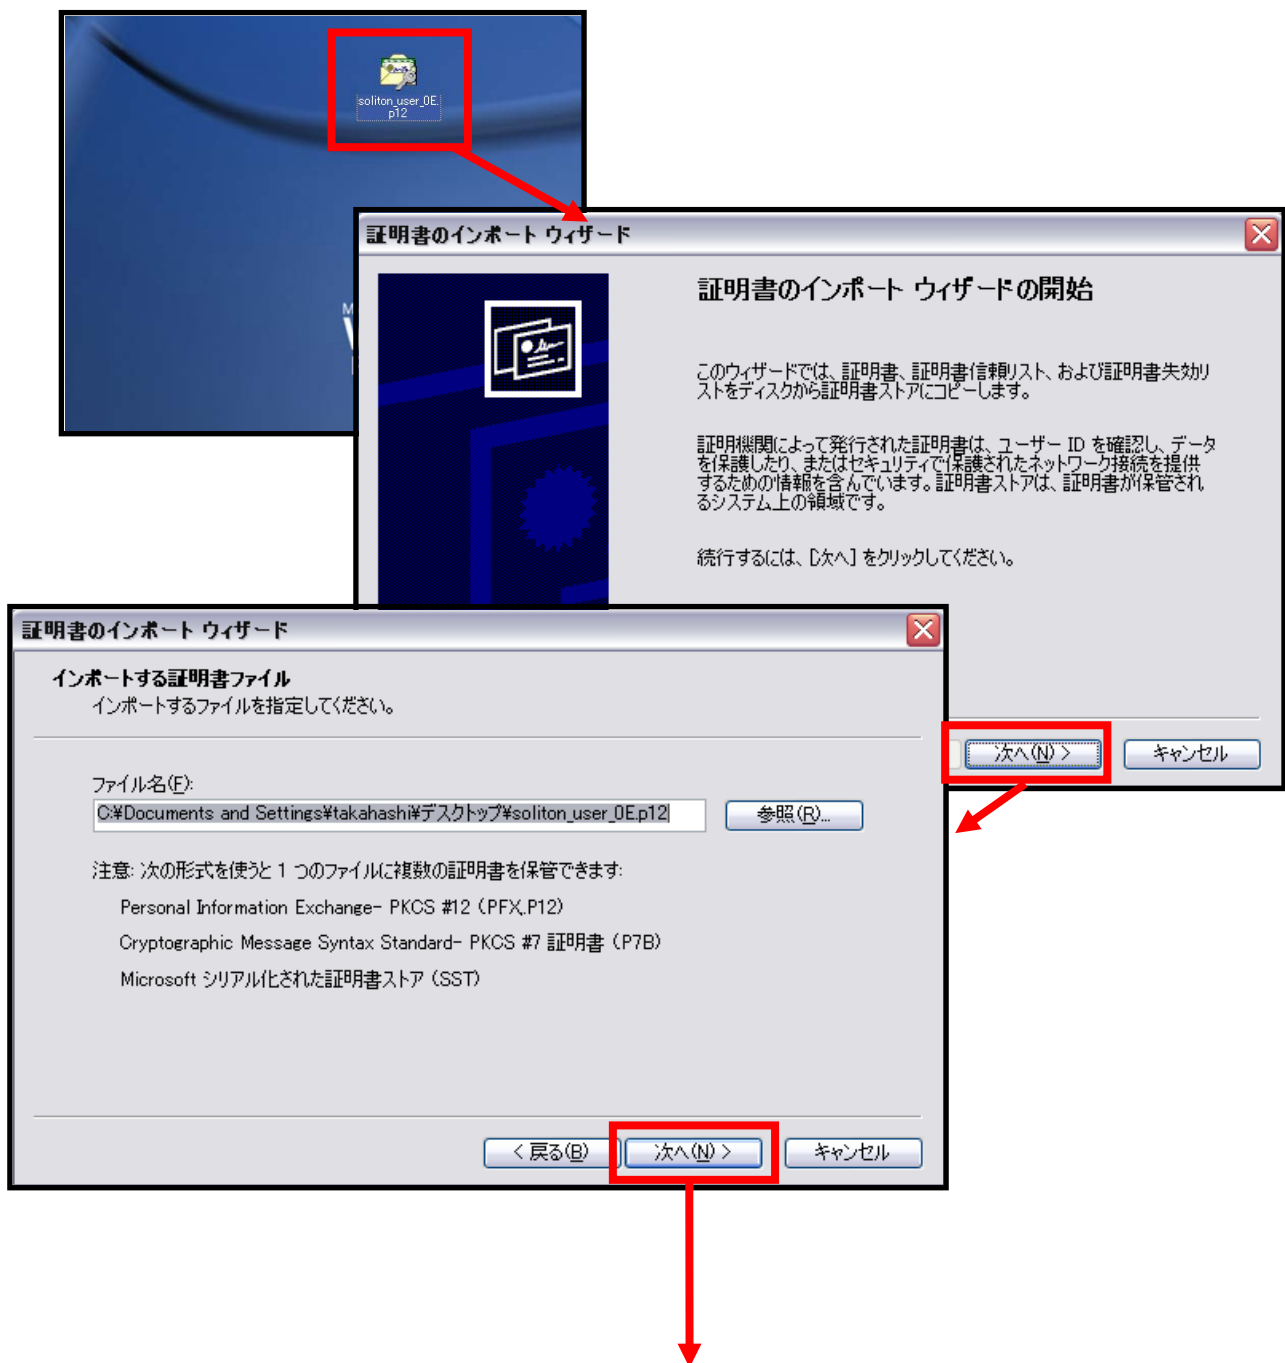 soliton_user_0E.
p12
証明書のインポート ウィザード
証明書のインポート ウィザードの開始
このウィザードでは、証明書、証明書信頼リスト、および証明書失効リ
ストをディスクから証明書ストアにコピーします。
証明機関によって発行された証明書は、ユーザー ID を確認し、データ
を保護したり、またはセキュリティで保護されたネットワーク接続を提供
するための情報を含んでいます。証明書ストアは、証明書が保管され
るシステム上の領域です。
続行するには、[次へ] をクリックしてください。
次へ(N) >
キャンセル
証明書のインポート ウィザード
インポートする証明書ファイル
インポートするファイルを指定してください。
ファイル名(F):
C:¥Documents and Settings¥takahashi¥デスクトップ¥soliton_user_0E.p12
参照(R)...
注意: 次の形式を使うと 1 つのファイルに複数の証明書を保管できます:
Personal Information Exchange- PKCS #12 (PFX,.P12)
Cryptographic Message Syntax Standard- PKCS #7 証明書 (P7B)
Microsoft シリアル化された証明書ストア (SST)
< 戻る(B)
次へ(N) >
キャンセル